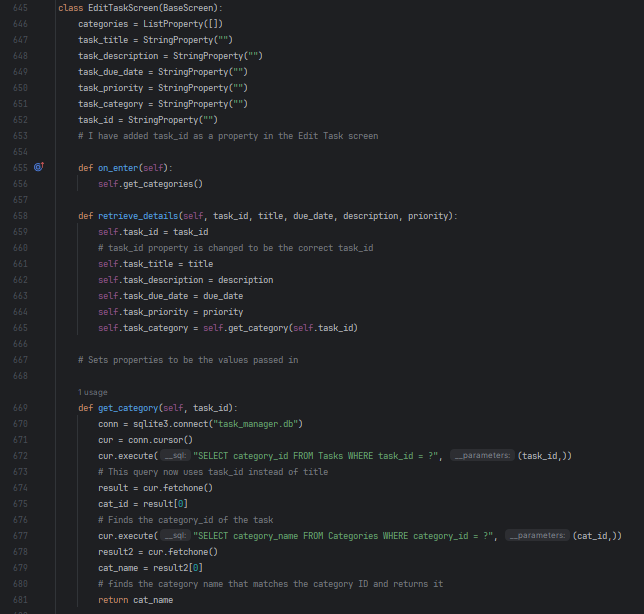 645 class EditTaskScreen(BaseScreen):
646 categories = ListProperty([])
647 task_title = StringProperty("")
648 task_description = StringProperty("")
649 task_due_date = StringProperty("")
650 task_priority = StringProperty("")
651 task_category = StringProperty("")
652 task_id = StringProperty("")
653 # I have added task_id as a property in the Edit Task screen
654
655 def on_enter(self):
656 self.get_categories()
657
658 def retrieve_details(self, task_id, title, due_date, description, priority):
659 self.task_id = task_id
660 # task_id property is changed to be the correct task_id
661 self.task_title = title
662 self.task_description = description
663 self.task_due_date = due_date
664 self.task_priority = priority
665 self.task_category = self.get_category(self.task_id)
666
667 # Sets properties to be the values passed in
668
1 usage
669 def get_category(self, task_id):
670 conn = sqlite3.connect("task_manager.db")
671 cur = conn.cursor()
672 cur.execute( __sql: "SELECT category_id FROM Tasks WHERE task_id = ?", __parameters: (task_id,))
673 # This query now uses task_id instead of title
674 result = cur.fetchone()
675 cat_id = result[0]
676 # Finds the category_id of the task
677 cur.execute( __sql: "SELECT category_name FROM Categories WHERE category_id = ?", __parameters: (cat_id,))
678 result2 = cur.fetchone()
679 cat_name = result2[0]
680 # finds the category name that matches the category ID and returns it
681 return cat_name